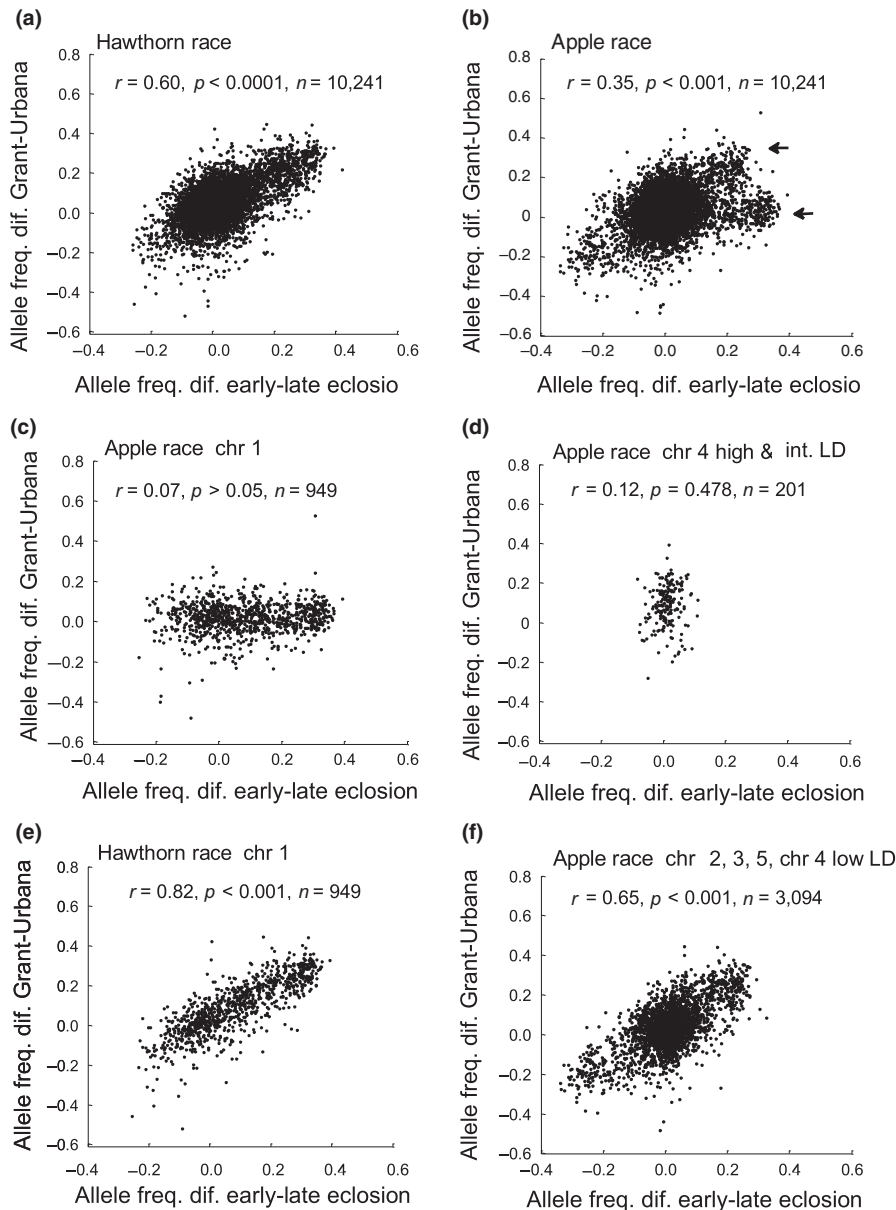 (a)
Hawthorn race
r = 0.60, p < 0.0001, n = 10,241
Allele freq. dif. Grant-Urbana
0.8
0.6
0.4
0.2
0.0
–0.2
–0.4
–0.6
–0.4
–0.2
0.0
0.2
0.4
0.6
Allele freq. dif. early-late eclosio
(b)
Apple race
r = 0.35, p < 0.001, n = 10,241
Allele freq. dif. Grant-Urbana
0.8
0.6
0.4
0.2
0
–0.2
–0.4
–0.6
–0.4
–0.2
0.0
0.2
0.4
0.6
Allele freq. dif. early-late eclosio
(c)
Apple race chr 1
r = 0.07, p > 0.05, n = 949
Allele freq. dif. Grant-Urbana
0.8
0.6
0.4
0.2
0.0
–0.2
–0.4
–0.6
–0.4
–0.2
0.0
0.2
0.4
0.6
Allele freq. dif. early-late eclosion
(d)
Apple race chr 4 high & int. LD
r = 0.12, p = 0.478, n = 201
Allele freq. dif. Grant-Urbana
0.8
0.6
0.4
0.2
0
–0.2
–0.4
–0.6
–0.4
–0.2
0.0
0.2
0.4
0.6
Allele freq. dif. early-late eclosion
(e)
Hawthorn race chr 1
r = 0.82, p < 0.001, n = 949
Allele freq. dif. Grant-Urbana
0.8
0.6
0.4
0.2
0.0
–0.2
–0.4
–0.6
–0.4
–0.2
0.0
0.2
0.4
0.6
Allele freq. dif. early-late eclosion
(f)
Apple race chr 2, 3, 5, chr 4 low LD
r = 0.65, p < 0.001, n = 3,094
Allele freq. dif. Grant-Urbana
0.8
0.6
0.4
0.2
0.0
–0.2
–0.4
–0.6
–0.4
–0.2
0.0
0.2
0.4
0.6
Allele freq. dif. early-late eclosion